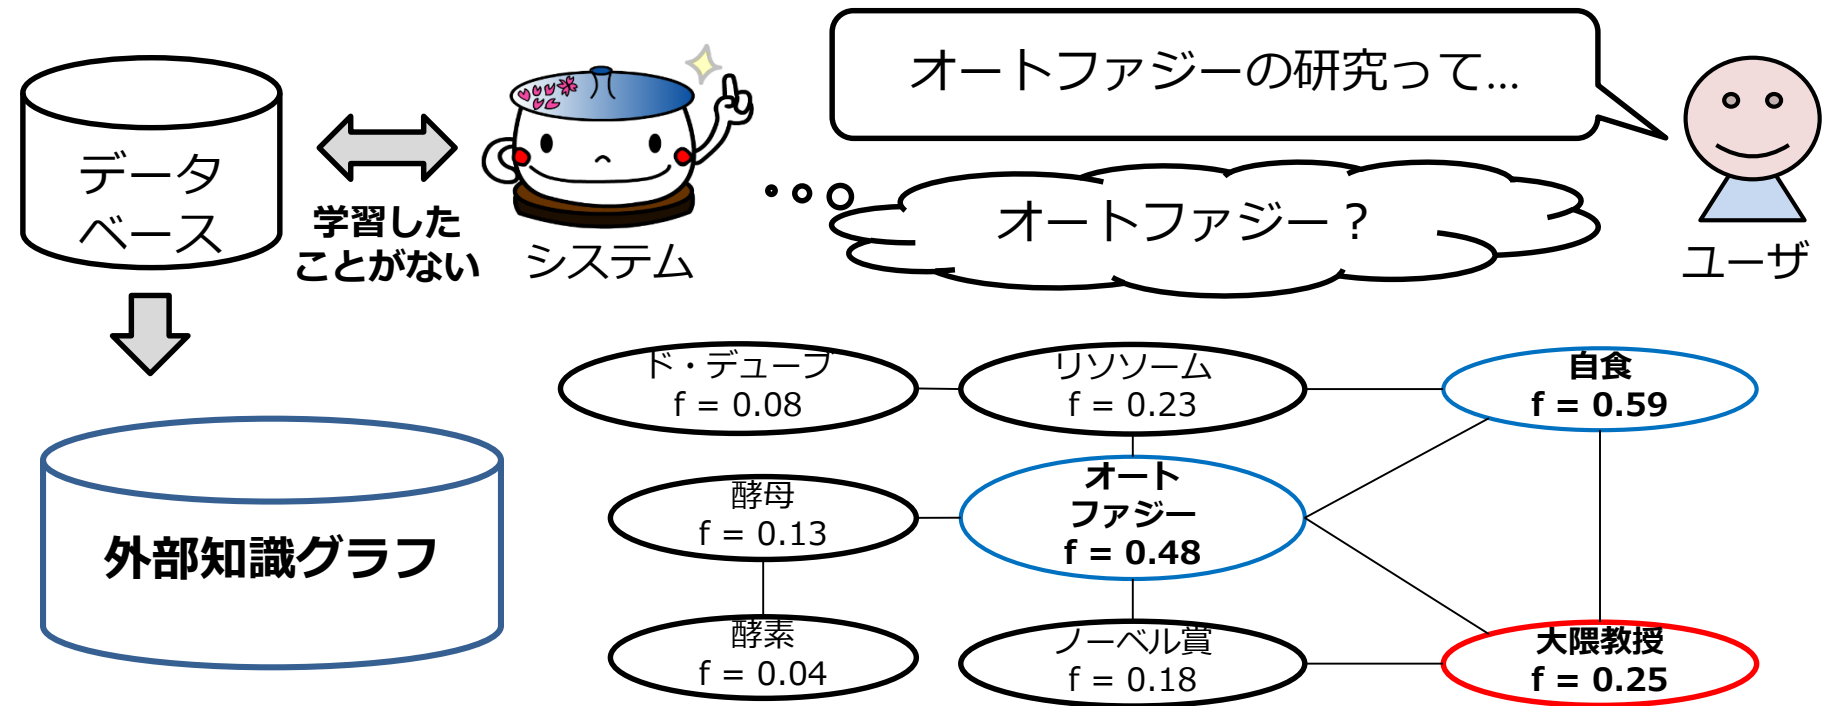 オートファジーの研究って...
データ
ベース
学習した
ことがない
システム
オートファジー？
ユーザ
外部知識グラフ
ド・デューブ
f = 0.08
リソソーム
f = 0.23
自食
f = 0.59
酵母
f = 0.13
オート
ファジー
f = 0.48
酵素
f = 0.04
ノーベル賞
f = 0.18
大隈教授
f = 0.25